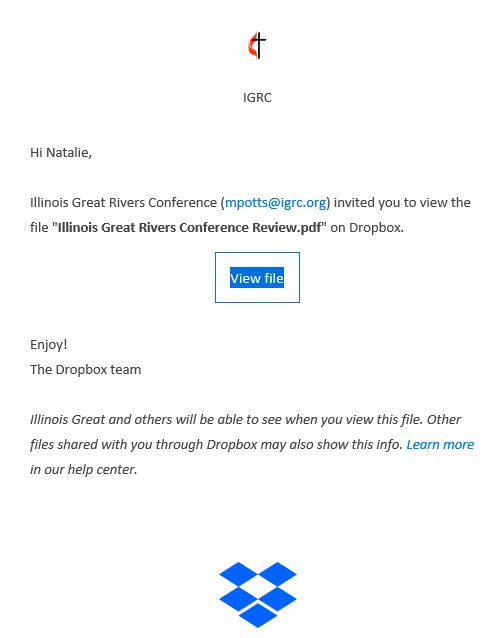 IGRC
Hi Natalie,
Illinois Great Rivers Conference (mpotts@igrc.org) invited you to view the
file "Illinois Great Rivers Conference Review.pdf" on Dropbox.
View file
Enjoy!
The Dropbox team
Illinois Great and others will be able to see when you view this file. Other
files shared with you through Dropbox may also show this info. Learn more
in our help center.